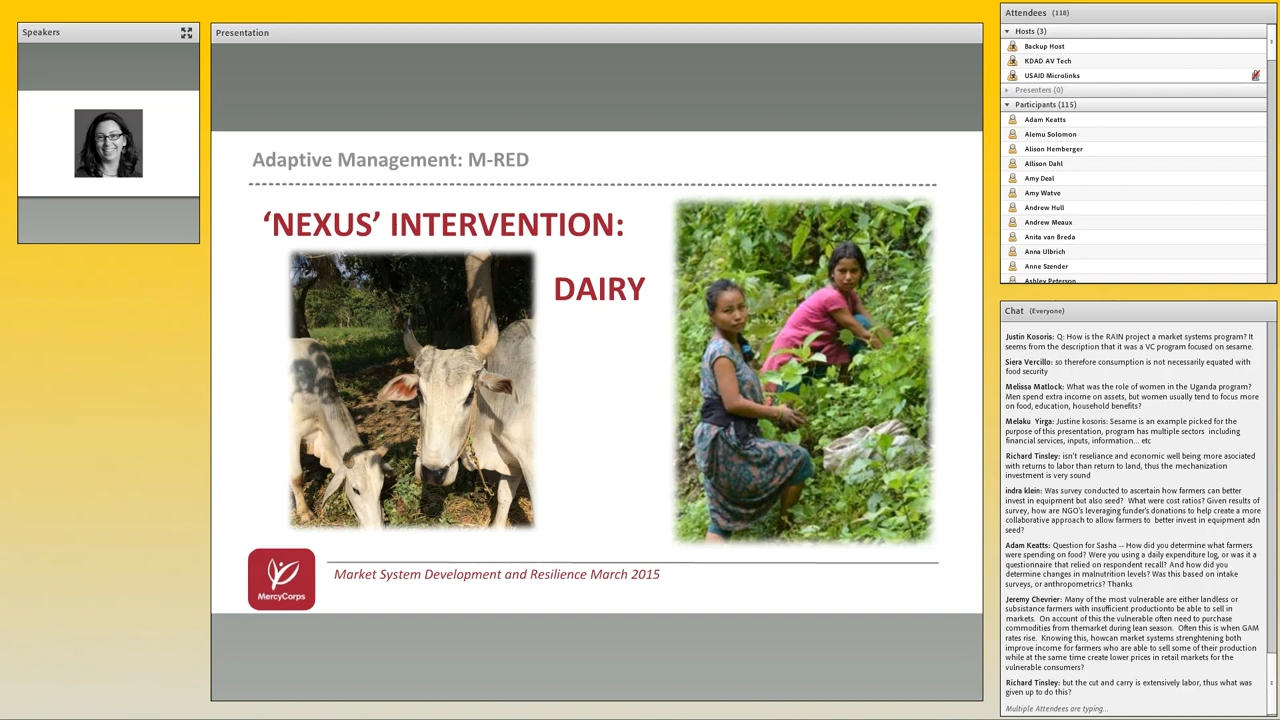 Speakers
Presentation
Adaptive Management: M-RED
‘NEXUS’ INTERVENTION:
DAIRY
MercyCorps
Market System Development and Resilience March 2015
Attendees (118)
Hosts (3)
Backup Host
KDAD AV Tech
USAID Microlinks
Presenters (0)
Participants (115)
Adam Keatts
Alemu Solomon
Alison Hemberger
Allison Dahl
Amy Deal
Amy Watve
Andrew Hull
Andrew Meaux
Anita van Breda
Anna Ulbrich
Anne Szender
Ashley Peterson
Chat (Everyone)
Justin Kosoris: Q: How is the RAIN project a market systems program? It
seems from the description that it was a VC program focused on sesame.
Siera Vercillo: so therefore consumption is not necessarily equated with
food security
Melissa Matlock: What was the role of women in the Uganda program?
Men spend extra income on assets, but women usually tend to focus more
on food, education, household benefits?
Melaku Yirga: Justine kosoris: Sesame is an example picked for the
purpose of this presentation, program has multiple sectors including
financial services, inputs, information... etc
Richard Tinsley: isn't reseliance and economic well being more asociated
with returns to labor than return to land, thus the mechanization
investment is very sound
indra klein: Was survey conducted to ascertain how farmers can better
invest in equipment but also seed? What were cost ratios? Given results of
survey, how are NGO's leveraging funder's donations to help create a more
collaborative approach to allow farmers to better invest in equipment adn
seed?
Adam Keatts: Question for Sasha -- How did you determine what farmers
were spending on food? Were you using a daily expenditure log, or was it a
questionnaire that relied on respondent recall? And how did you
determine changes in malnutrition levels? Was this based on intake
surveys, or anthropometrics? Thanks
Jeremy Chevrier: Many of the most vulnerable are either landless or
subsistance farmers with insufficient productionto be able to sell in
markets. On account of this the vulnerable often need to purchase
commodities from themarket during lean season. Often this is when GAM
rates rise. Knowing this, howcan market systems strenghtening both
improve income for farmers who are able to sell some of their production
while at the same time create lower prices in retail markets for the
vulnerable consumers?
Richard Tinsley: but the cut and carry is extensively labor, thus what was
given up to do this?
Multiple Attendees are typing...